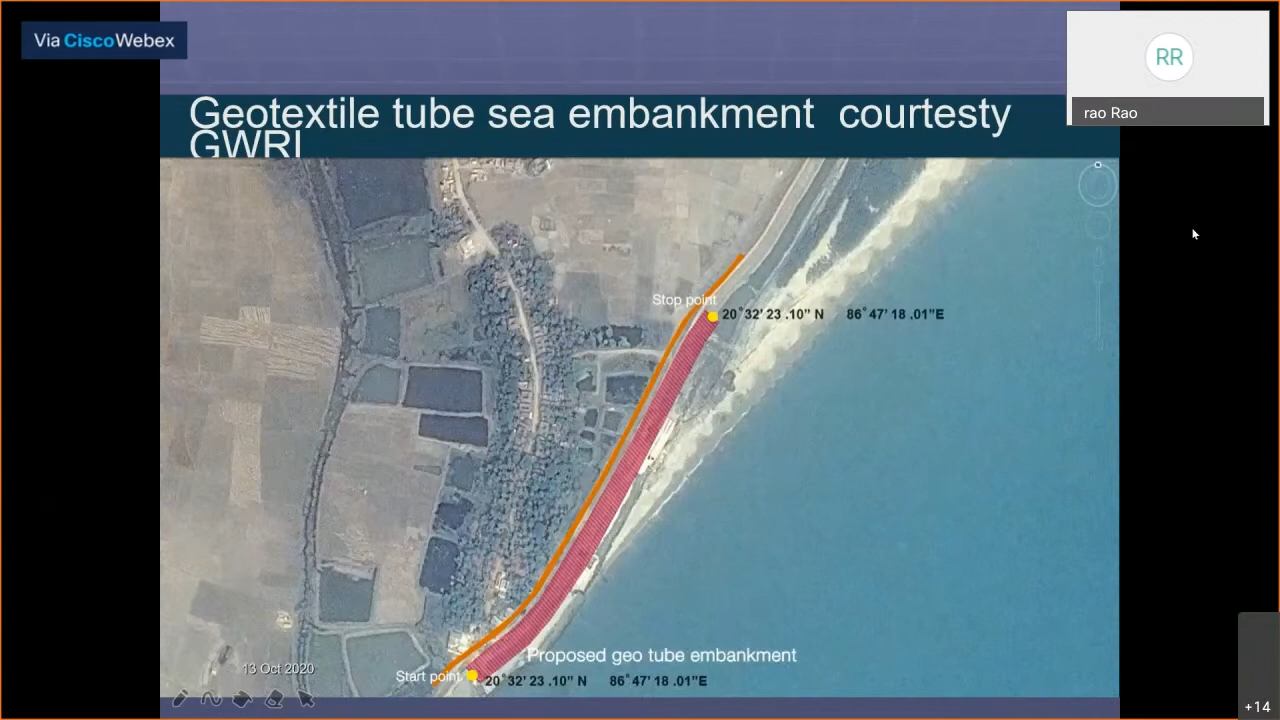 Via Cisco Webex
RR
rao Rao
Geotextile tube sea embankment courtesty
GWRI
Stop point
20°32' 23 .10" N 86°47' 18 .01"E
Proposed geo tube embankment
13 Oct 2020
Start point
20°32' 23 .10" N 86°47' 18 .01"E
+14